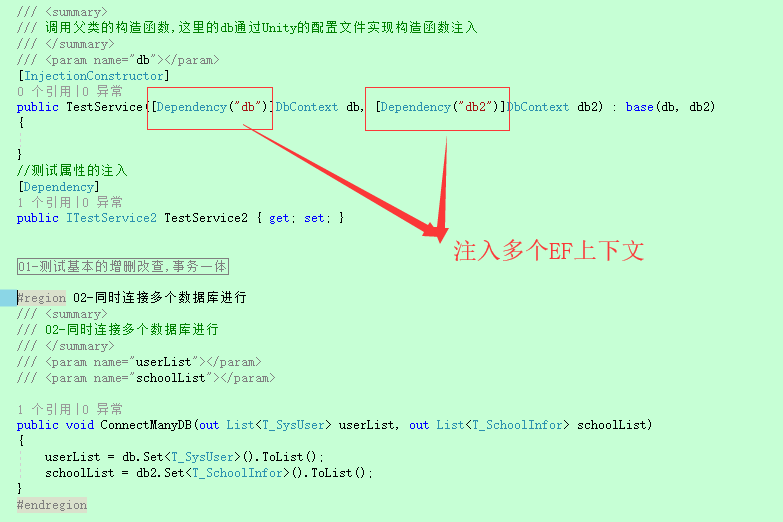 /// <summary>
/// 调用父类的构造函数,这里的db通过Unity的配置文件实现构造函数注入
/// </summary>
/// <param name="db"></param>
[InjectionConstructor]
0 个引用|0 异常
public TestService([Dependency("db")]DbContext db, [Dependency("db2")]DbContext db2) : base(db, db2)
{
}
//测试属性的注入
[Dependency]
1 个引用|0 异常
public ITestService2 TestService2 { get; set; }
注入多个EF上下文
01-测试基本的增删改查,事务一体
#region 02-同时连接多个数据库进行
/// <summary>
/// 02-同时连接多个数据库进行
/// </summary>
/// <param name="userList"></param>
/// <param name="schoolList"></param>
1 个引用|0 异常
public void ConnectManyDB(out List<T_SysUser> userList, out List<T_SchoolInfor> schoolList)
{
userList = db.Set<T_SysUser>().ToList();
schoolList = db2.Set<T_SchoolInfor>().ToList();
}
#endregion